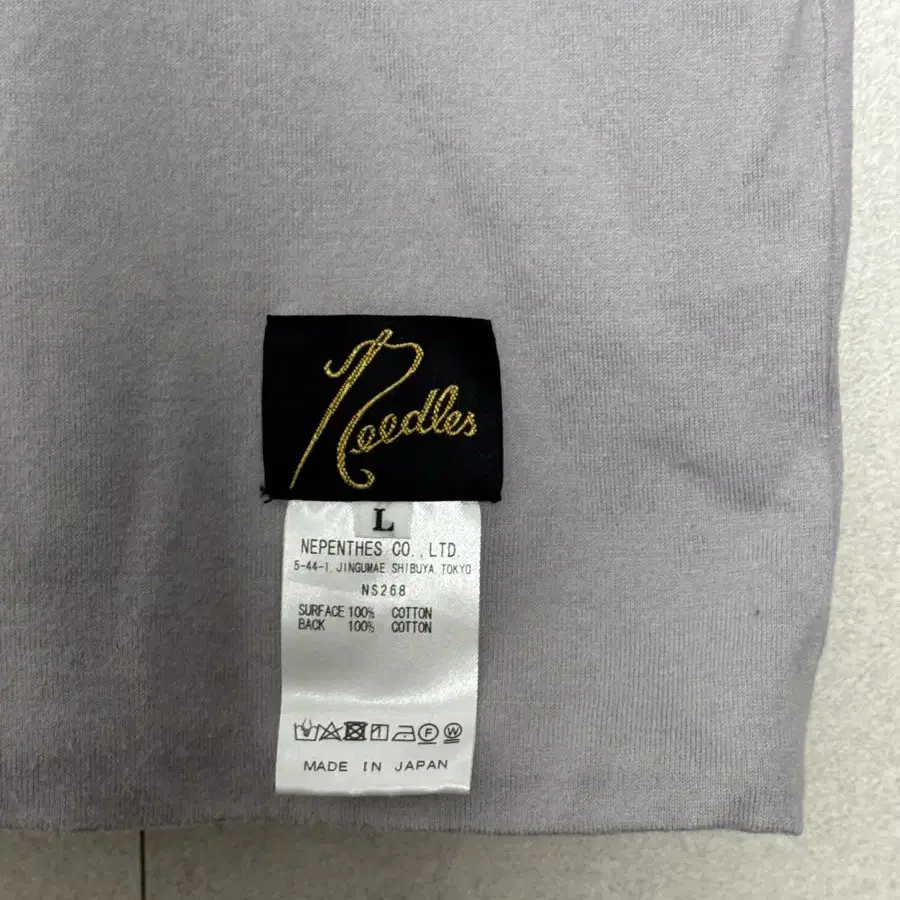 Needles
L
NEPENTHES CO., LTD.
5-44-1, JINGUMAE SHIBUYA, TOKYO
NS268
SURFACE 100% COTTON
BACK 100% COTTON
F W
MADE IN JAPAN